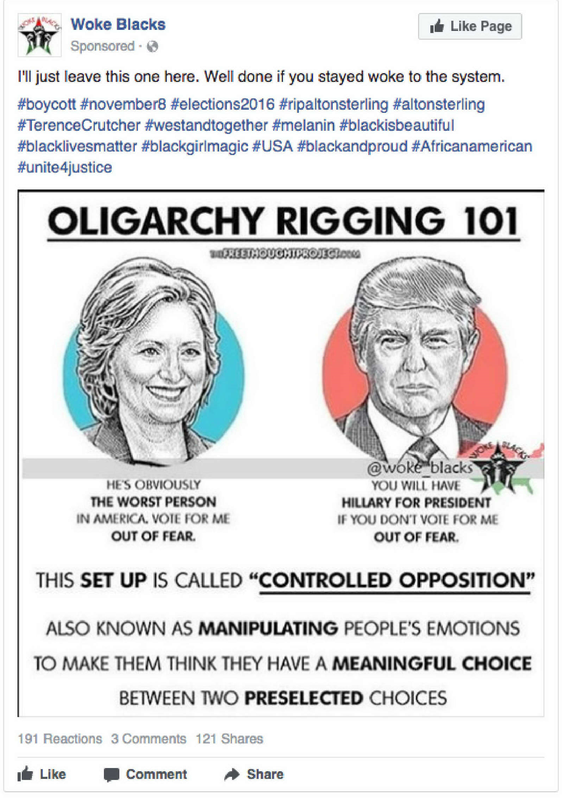 WOKE BLACKS
Woke Blacks
Sponsored ·
Like Page
I'll just leave this one here. Well done if you stayed woke to the system.
#boycott #november8 #elections2016 #ripaltonsterling #altonsterling
#TerenceCrutcher #westandtogether #melanin #blackisbeautiful
#blacklivesmatter #blackgirlmagic #USA #blackandproud #Africanamerican
#unite4justice
OLIGARCHY RIGGING 101
THEFREETHOUGHTPROJECT.COM
WOKE BLACKS
@woke_blacks
HE'S OBVIOUSLY
THE WORST PERSON
IN AMERICA. VOTE FOR ME
OUT OF FEAR.
YOU WILL HAVE
HILLARY FOR PRESIDENT
IF YOU DON'T VOTE FOR ME
OUT OF FEAR.
THIS SET UP IS CALLED “CONTROLLED OPPOSITION”
ALSO KNOWN AS MANIPULATING PEOPLE'S EMOTIONS
TO MAKE THEM THINK THEY HAVE A MEANINGFUL CHOICE
BETWEEN TWO PRESELECTED CHOICES
191 Reactions 3 Comments 121 Shares
Like Comment Share